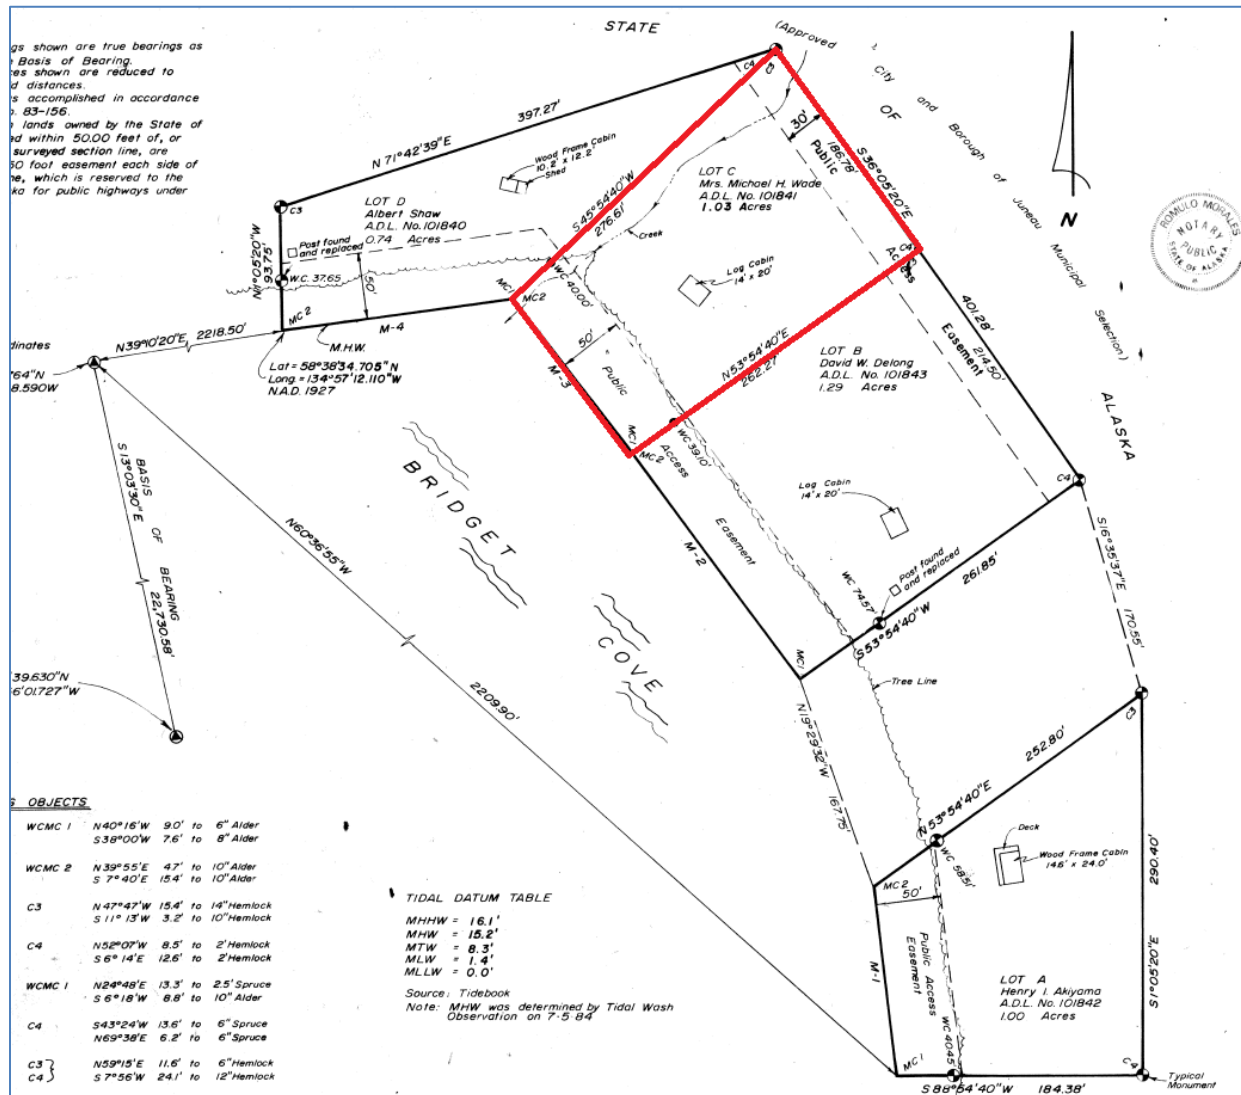 STATE
(Approved
City and Borough of Juneau Municipal Selection)
OF
ALASKA
gs shown are true bearings as
Basis of Bearing.
es shown are reduced to
d distances.
s accomplished in accordance
. 83-156.
lands owned by the State of
ed within 50.00 feet of, or
surveyed section line, are
50 foot easement each side of
e, which is reserved to the
ka for public highways under
N 71°42'39"E 397.27'
Wood Frame Cabin
10.2' x 12.2'
Shed
C4
C3
30'
Public
186.78'
S36°05'20"E
LOT C
Mrs. Michael H. Wade
A.D.L. No. 101841
1.03 Acres
S45°54'40"W
276.61'
Creek
LOT D
Albert Shaw
A.D.L. No. 101840
0.74 Acres
C3
N1°05'20"W
93.75'
Post found
and replaced
W.C. 37.65
50'
MC 2
M-4
M.H.W.
MC1
MC2
WC 40.00'
Log Cabin
14' x 20'
C4
C3
Access
N
ROMULO MORALES
NOTARY
PUBLIC
STATE OF ALASKA
N39°10'20"E 2218.50'
Lat = 58°38'34.705"N
Long = 134°57'12.110"W
N.A.D. 1927
dinates
'64"N
8.590W
50'
Public
M-3
N53°54'40"E
262.27'
LOT B
David W. Delong
A.D.L. No. 101843
1.29 Acres
Easement
401.28'
214.50'
MC1
MC2
WC 39.10'
Access
Easement
BRIDGET
COVE
M-2
Log Cabin
14' x 20'
C4
Post found
and replaced
261.85'
WC 74.57'
S53°54'40"W
MC1
S16°35'37"E 170.55'
BASIS OF BEARING
S13°03'30"E 22,730.58'
N60°36'55"W
2209.90'
39.630"N
6'01.727"W
Tree Line
N19°29'32"W 167.75'
C3
252.80'
N53°54'40"E
Deck
Wood Frame Cabin
14.6' x 24.0'
WC 58.51'
MC2
50'
Public Access
Easement
M-1
290.40'
S1°05'20"E
LOT A
Henry I. Akiyama
A.D.L. No. 101842
1.00 Acres
WC 40.45'
MC 1
C4
Typical
Monument
S88°54'40"W 184.38'
OBJECTS
WCMC 1 N40°16'W 9.0' to 6" Alder
S38°00'W 7.6' to 8" Alder
WCMC 2 N39°55'E 4.7' to 10" Alder
S 7°40'E 15.4' to 10" Alder
C3 N47°47'W 15.4' to 14" Hemlock
S11°13'W 3.2' to 10" Hemlock
C4 N52°07'W 8.5' to 2' Hemlock
S6°14'E 12.6' to 2' Hemlock
WCMC 1 N24°48'E 13.3' to 2.5' Spruce
S 6°18'W 8.8' to 10" Alder
C4 S43°24'W 13.6' to 6" Spruce
N69°38'E 6.2' to 6" Spruce
C3 } N59°15'E 11.6' to 6" Hemlock
C4 S 7°56'W 24.1' to 12" Hemlock
TIDAL DATUM TABLE
MHHW = 16.1'
MHW = 15.2'
MTW = 8.3'
MLW = 1.4'
MLLW = 0.0'
Source: Tidebook
Note: MHW was determined by Tidal Wash
Observation on 7-5-84